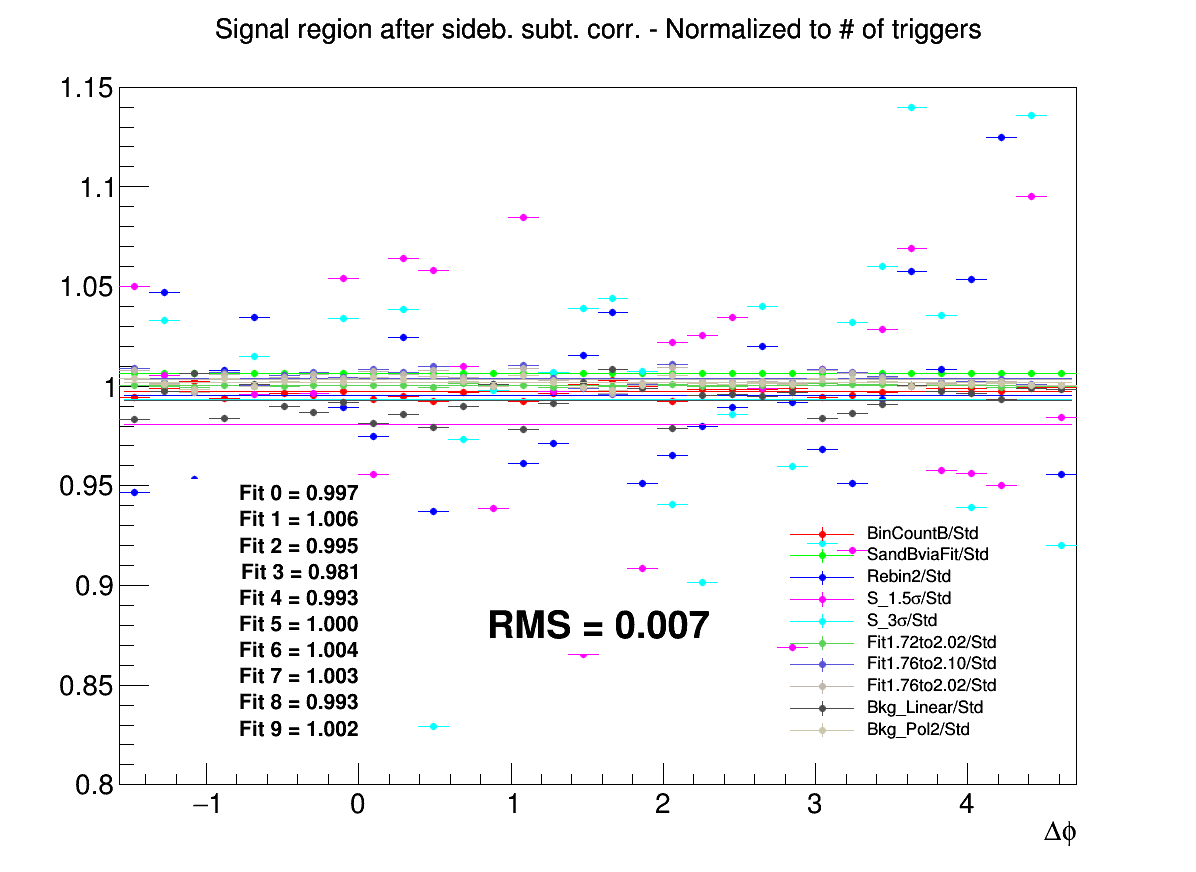 Signal region after sideb. subt. corr. - Normalized to # of triggers
1.15
1.1
1.05
1
0.95
0.9
0.85
0.8
Fit 0 = 0.997
Fit 1 = 1.006
Fit 2 = 0.995
Fit 3 = 0.981
Fit 4 = 0.993
Fit 5 = 1.000
Fit 6 = 1.004
Fit 7 = 1.003
Fit 8 = 0.993
Fit 9 = 1.002
RMS = 0.007
BinCountB/Std
SandBviaFit/Std
Rebin2/Std
S_1.5σ/Std
S_3σ/Std
Fit1.72to2.02/Std
Fit1.76to2.10/Std
Fit1.76to2.02/Std
Bkg_Linear/Std
Bkg_Pol2/Std
−1 0 1 2 3 4
Δϕ